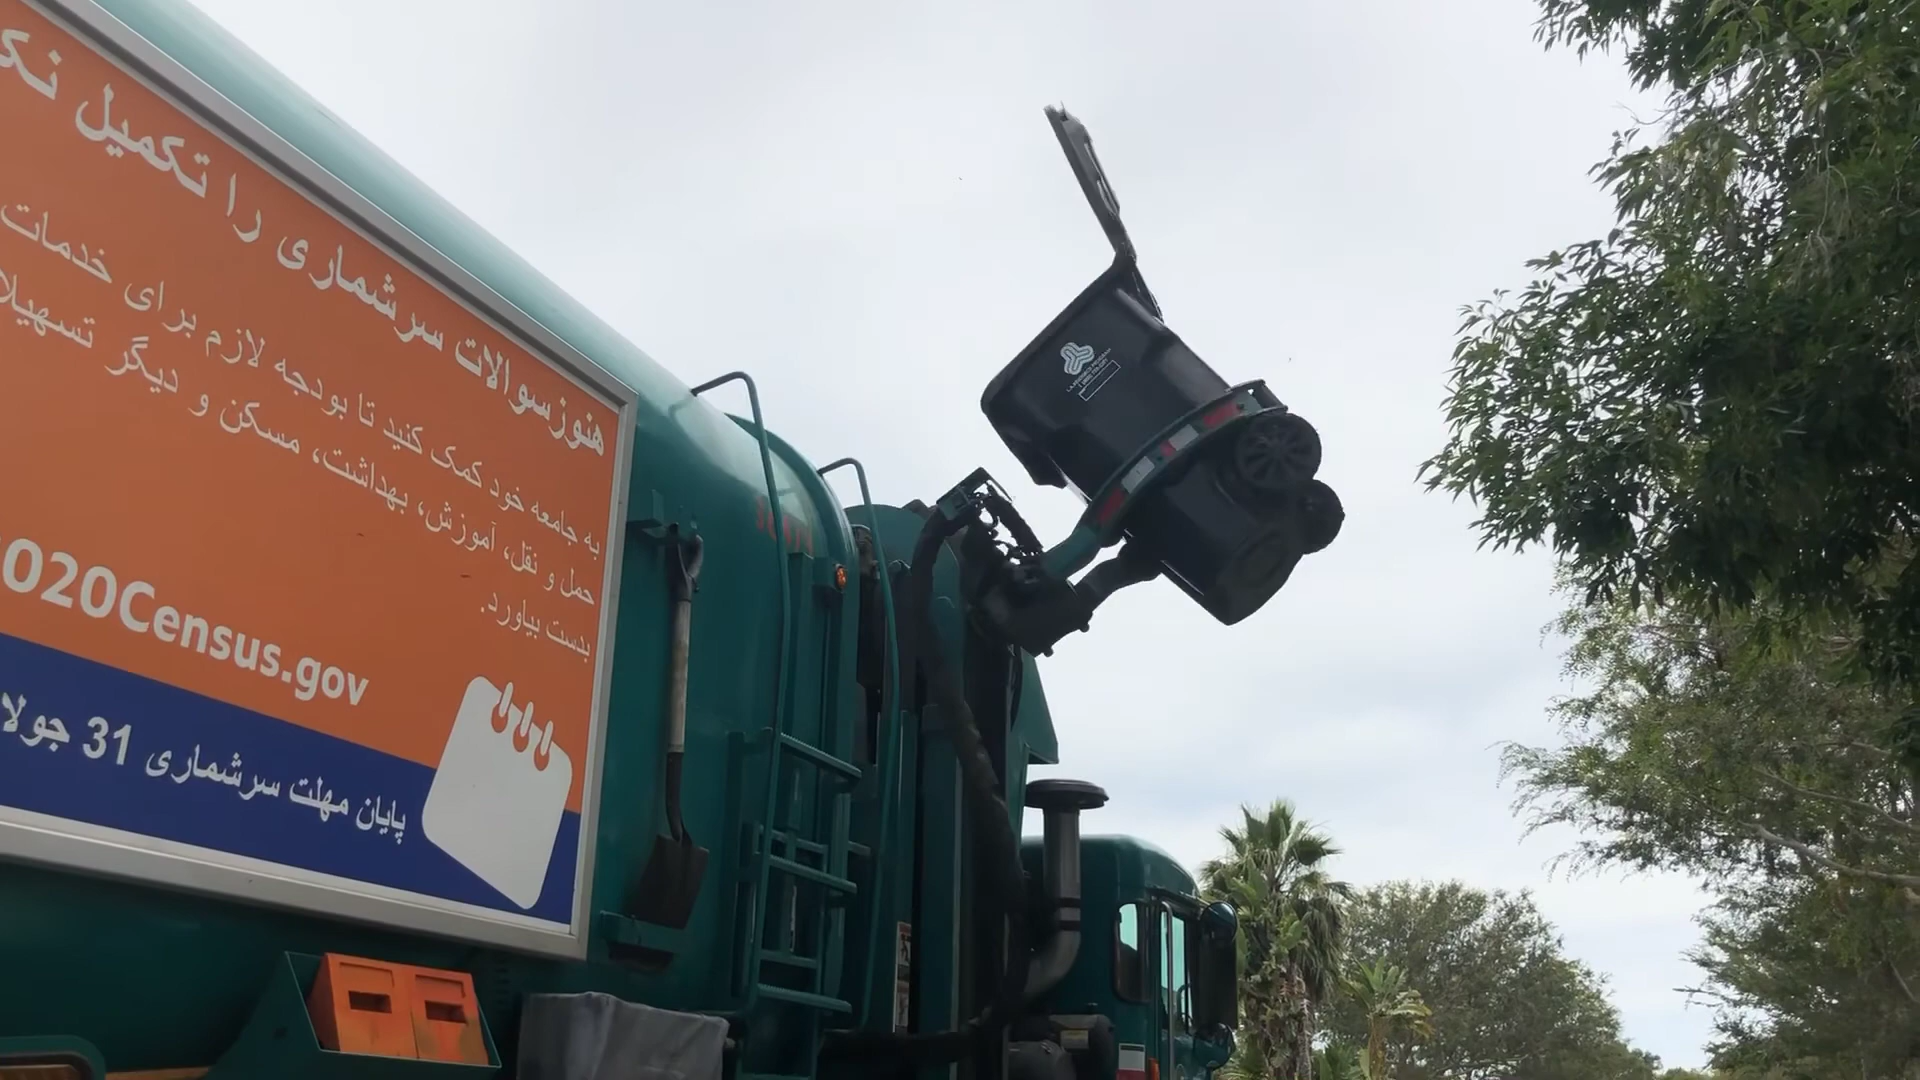 هنوز سوالات سرشماری را تکمیل نک
به جامعه خود کمک کنید تا بودجه لازم برای خدمات
حمل و نقل، آموزش، بهداشت، مسکن و دیگر تسهیلا
بدست بیاورد.
2020Census.gov
پایان مهلت سرشماری 31 جولا